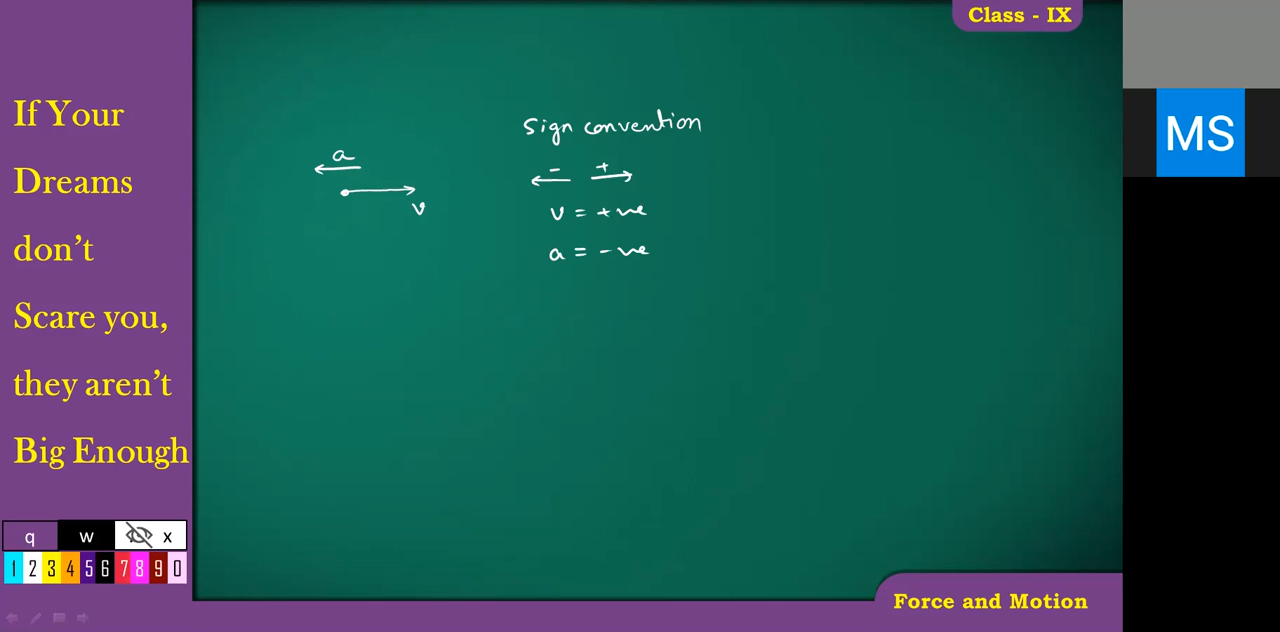 Class - IX
If Your
Dreams
don't
Scare you,
they aren't
Big Enough
Sign convention
a
v
- +
v = +ve
a = -ve
MS
q w x
1 2 3 4 5 6 7 8 9 0
Force and Motion